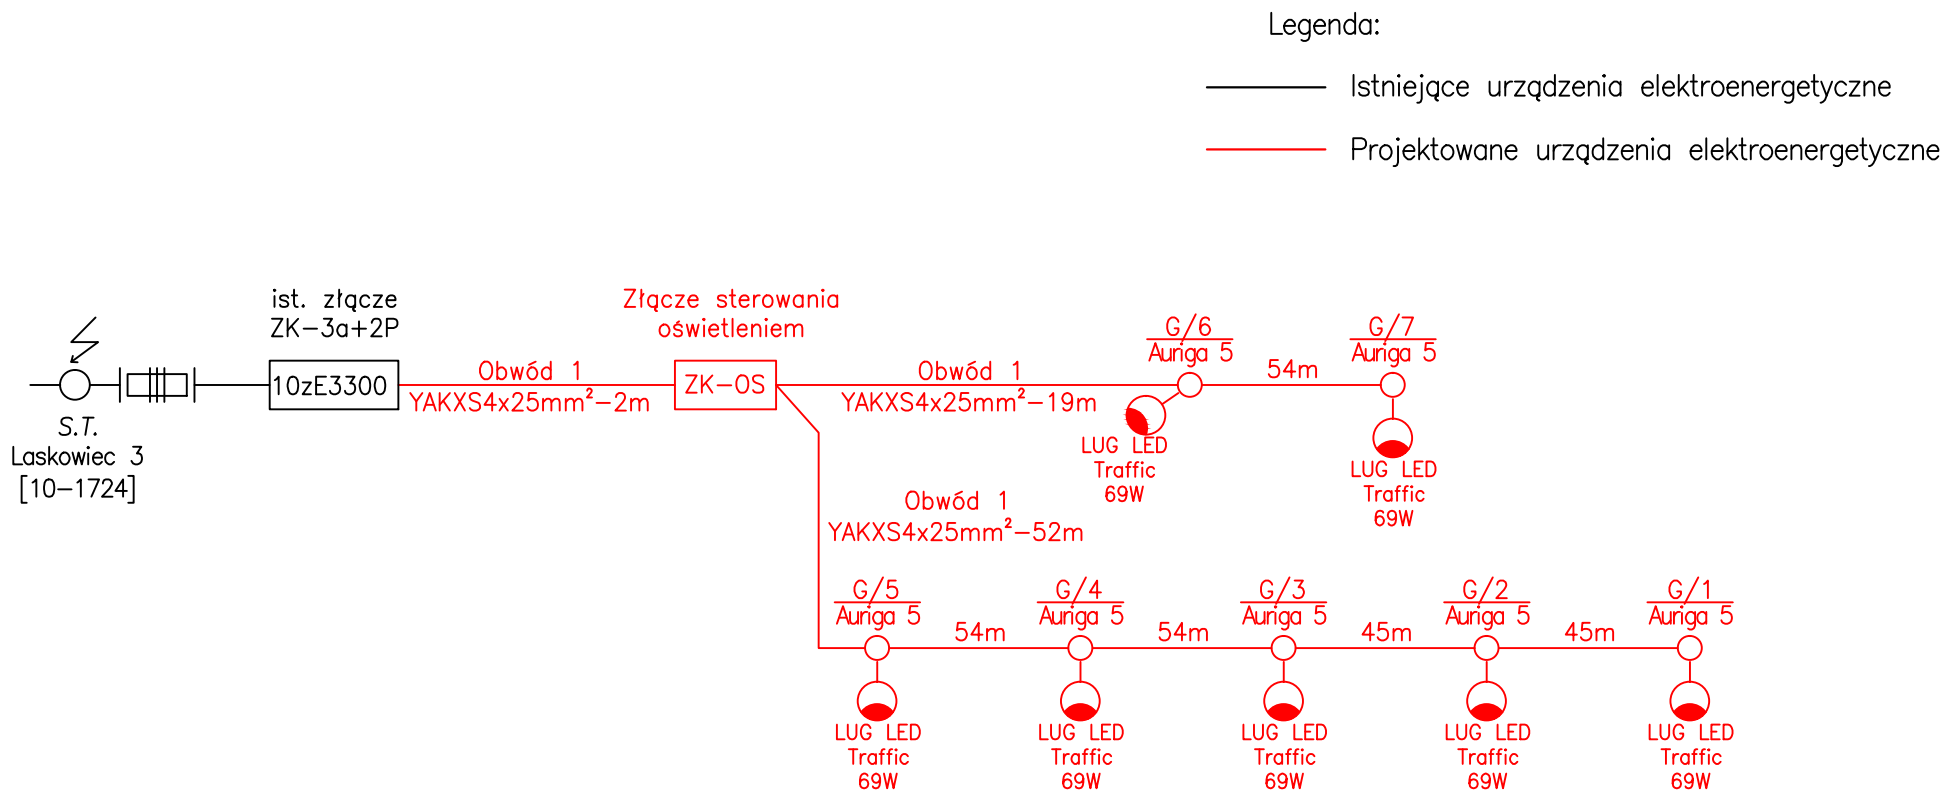 Legenda:
Istniejące urządzenia elektroenergetyczne
Projektowane urządzenia elektroenergetyczne
ist. złącze
ZK-3a+2P
10zE3300
S.T.
Laskowiec 3
[10-1724]
Obwód 1
YAKXS4x25mm²-2m
Złącze sterowania
oświetleniem
ZK-OS
Obwód 1
YAKXS4x25mm²-19m
G/6
Auriga 5
54m
G/7
Auriga 5
LUG LED
Traffic
69W
LUG LED
Traffic
69W
Obwód 1
YAKXS4x25mm²-52m
G/5
Auriga 5
54m
G/4
Auriga 5
54m
G/3
Auriga 5
45m
G/2
Auriga 5
45m
G/1
Auriga 5
LUG LED
Traffic
69W
LUG LED
Traffic
69W
LUG LED
Traffic
69W
LUG LED
Traffic
69W
LUG LED
Traffic
69W